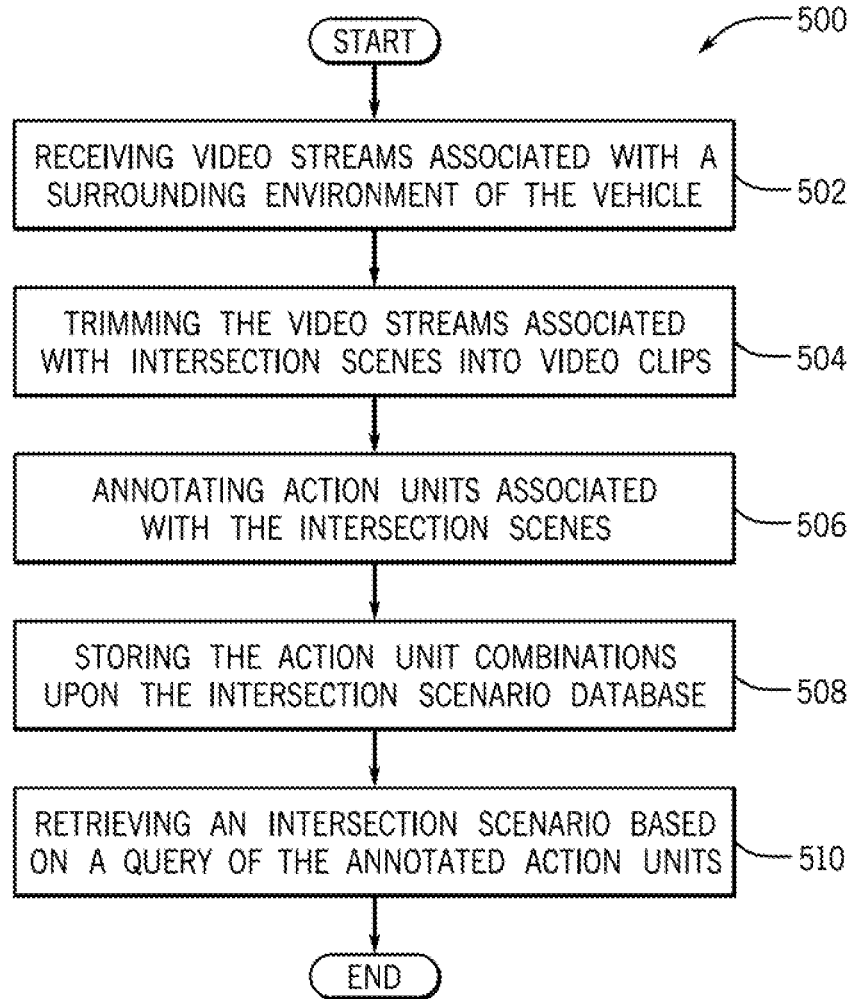 500
START
RECEIVING VIDEO STREAMS ASSOCIATED WITH A
SURROUNDING ENVIRONMENT OF THE VEHICLE
502
TRIMMING THE VIDEO STREAMS ASSOCIATED
WITH INTERSECTION SCENES INTO VIDEO CLIPS
504
ANNOTATING ACTION UNITS ASSOCIATED
WITH THE INTERSECTION SCENES
506
STORING THE ACTION UNIT COMBINATIONS
UPON THE INTERSECTION SCENARIO DATABASE
508
RETRIEVING AN INTERSECTION SCENARIO BASED
ON A QUERY OF THE ANNOTATED ACTION UNITS
510
END